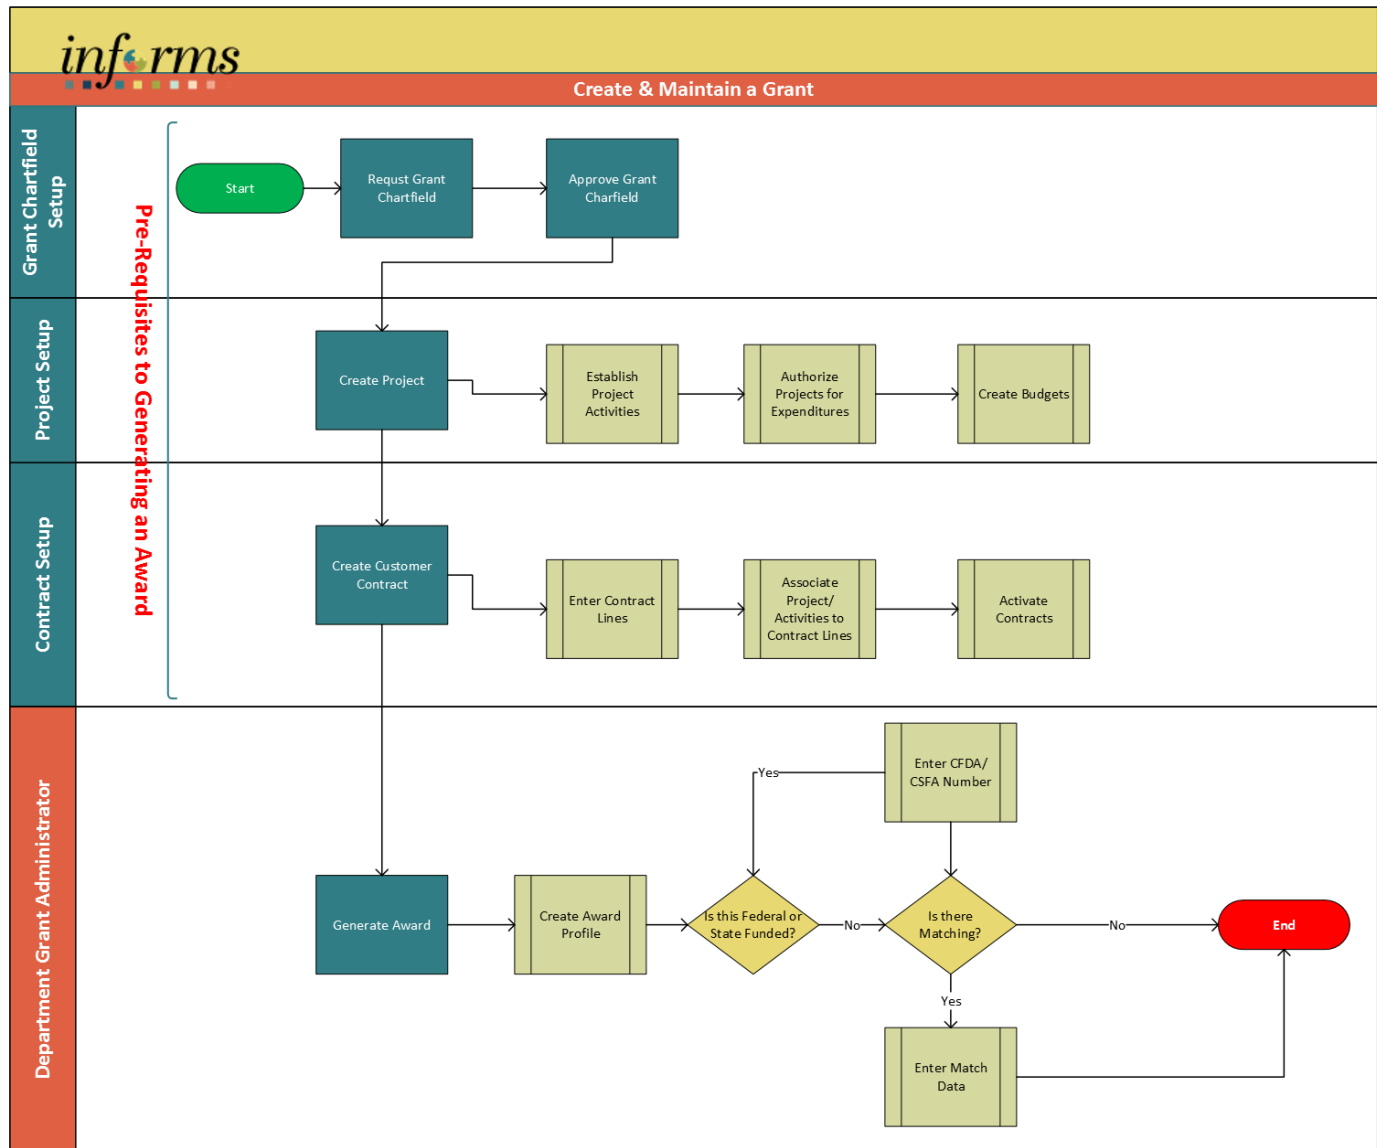 informs
Create & Maintain a Grant
Grant Chartfield
Setup
Pre-Requisites to Generating an Award
Start
Requst Grant
Chartfield
Approve Grant
Charfield
Project Setup
Create Project
Establish
Project
Activities
Authorize
Projects for
Expenditures
Create Budgets
Contract Setup
Create Customer
Contract
Enter Contract
Lines
Associate
Project/
Activities to
Contract Lines
Activate
Contracts
Department Grant Administrator
Enter CFDA/
CSFA Number
Yes
Generate Award
Create Award
Profile
Is this Federal or
State Funded?
No
Is there
Matching?
No
End
Yes
Enter Match
Data